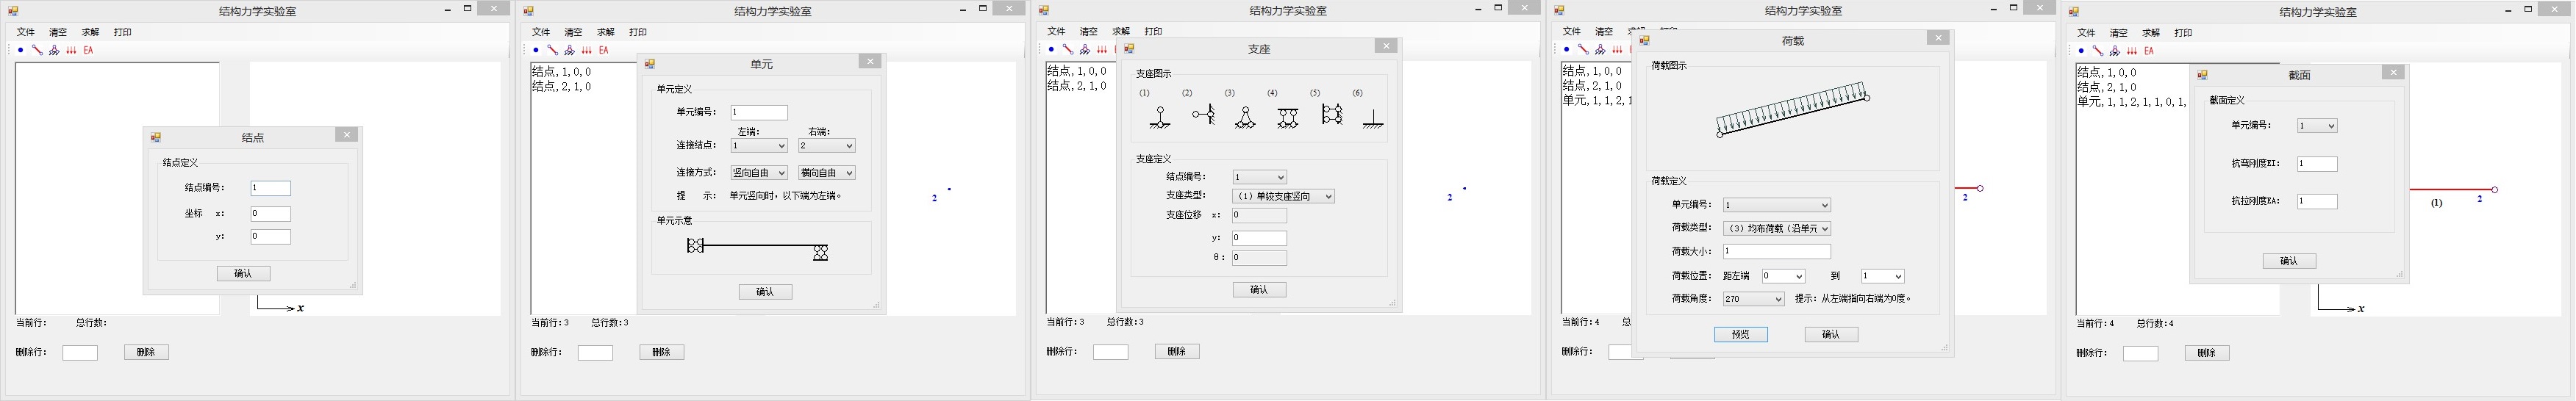 结构力学实验室
文件 清空 求解 打印
EA
结点
结点定义
结点编号: 1
坐标 x: 0
y: 0
确认
x
当前行: 总行数:
删除行: 删除
结构力学实验室
文件 清空 求解 打印
EA
结点,1,0,0
结点,2,1,0
单元
单元定义
单元编号: 1
左端: 右端:
连接结点: 1 2
连接方式: 竖向自由 横向自由
提 示: 单元竖向时，以下端为左端。
单元示意
确认
2
当前行:3 总行数:3
删除行: 删除
结构力学实验室
文件 清空 求解 打印
结点,1,0,0
结点,2,1,0
支座
支座图示
(1) (2) (3) (4) (5) (6)
支座定义
结点编号: 1
支座类型: (1) 单铰支座竖向
支座位移 x: 0
y: 0
θ: 0
确认
2
当前行:3 总行数:3
删除行: 删除
结构力学实验室
文件 清空
结点,1,0,0
结点,2,1,0
单元,1,1,2,1
荷载
荷载图示
荷载定义
单元编号: 1
荷载类型: (3) 均布荷载（沿单元
荷载大小: 1
荷载位置: 距左端 0 到 1
荷载角度: 270 提示: 从左端指向右端为0度。
预览 确认
2
当前行:4
删除行:
结构力学实验室
文件 清空 求解 打印
EA
结点,1,0,0
结点,2,1,0
单元,1,1,2,1,1,0,1,
截面
截面定义
单元编号: 1
抗弯刚度EI: 1
抗拉刚度EA: 1
确认
(1) 2
x
当前行:4 总行数:4
删除行: 删除